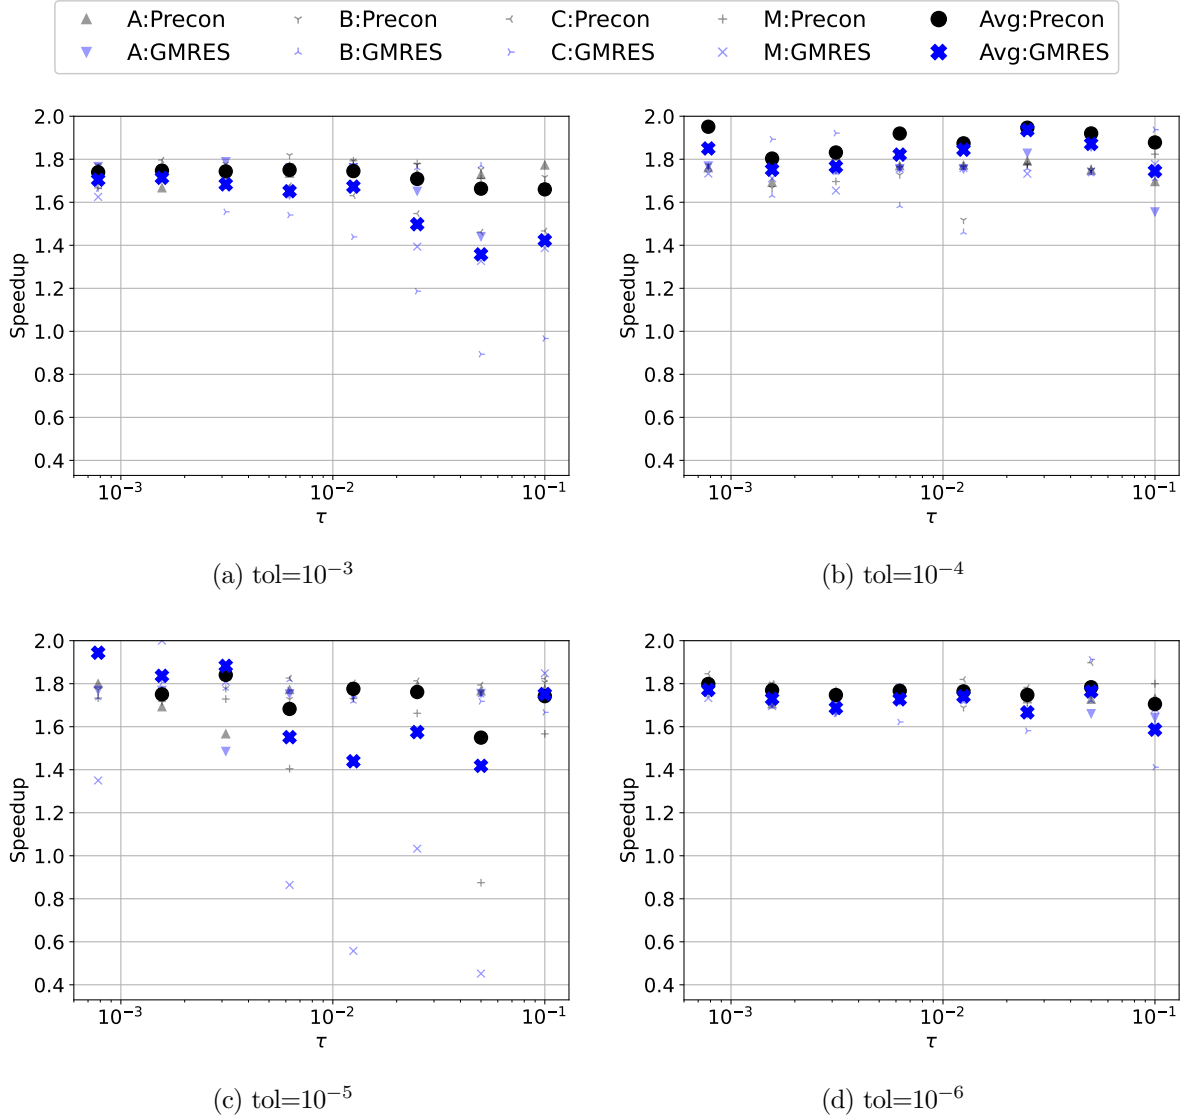 A:Precon B:Precon C:Precon M:Precon Avg:Precon
A:GMRES B:GMRES C:GMRES M:GMRES Avg:GMRES
2.0
1.8
1.6
1.4
1.2
1.0
0.8
0.6
0.4
Speedup
10⁻³ 10⁻² 10⁻¹
τ
(a) tol=10⁻³
2.0
1.8
1.6
1.4
1.2
1.0
0.8
0.6
0.4
Speedup
10⁻³ 10⁻² 10⁻¹
τ
(b) tol=10⁻⁴
2.0
1.8
1.6
1.4
1.2
1.0
0.8
0.6
0.4
Speedup
10⁻³ 10⁻² 10⁻¹
τ
(c) tol=10⁻⁵
2.0
1.8
1.6
1.4
1.2
1.0
0.8
0.6
0.4
Speedup
10⁻³ 10⁻² 10⁻¹
τ
(d) tol=10⁻⁶